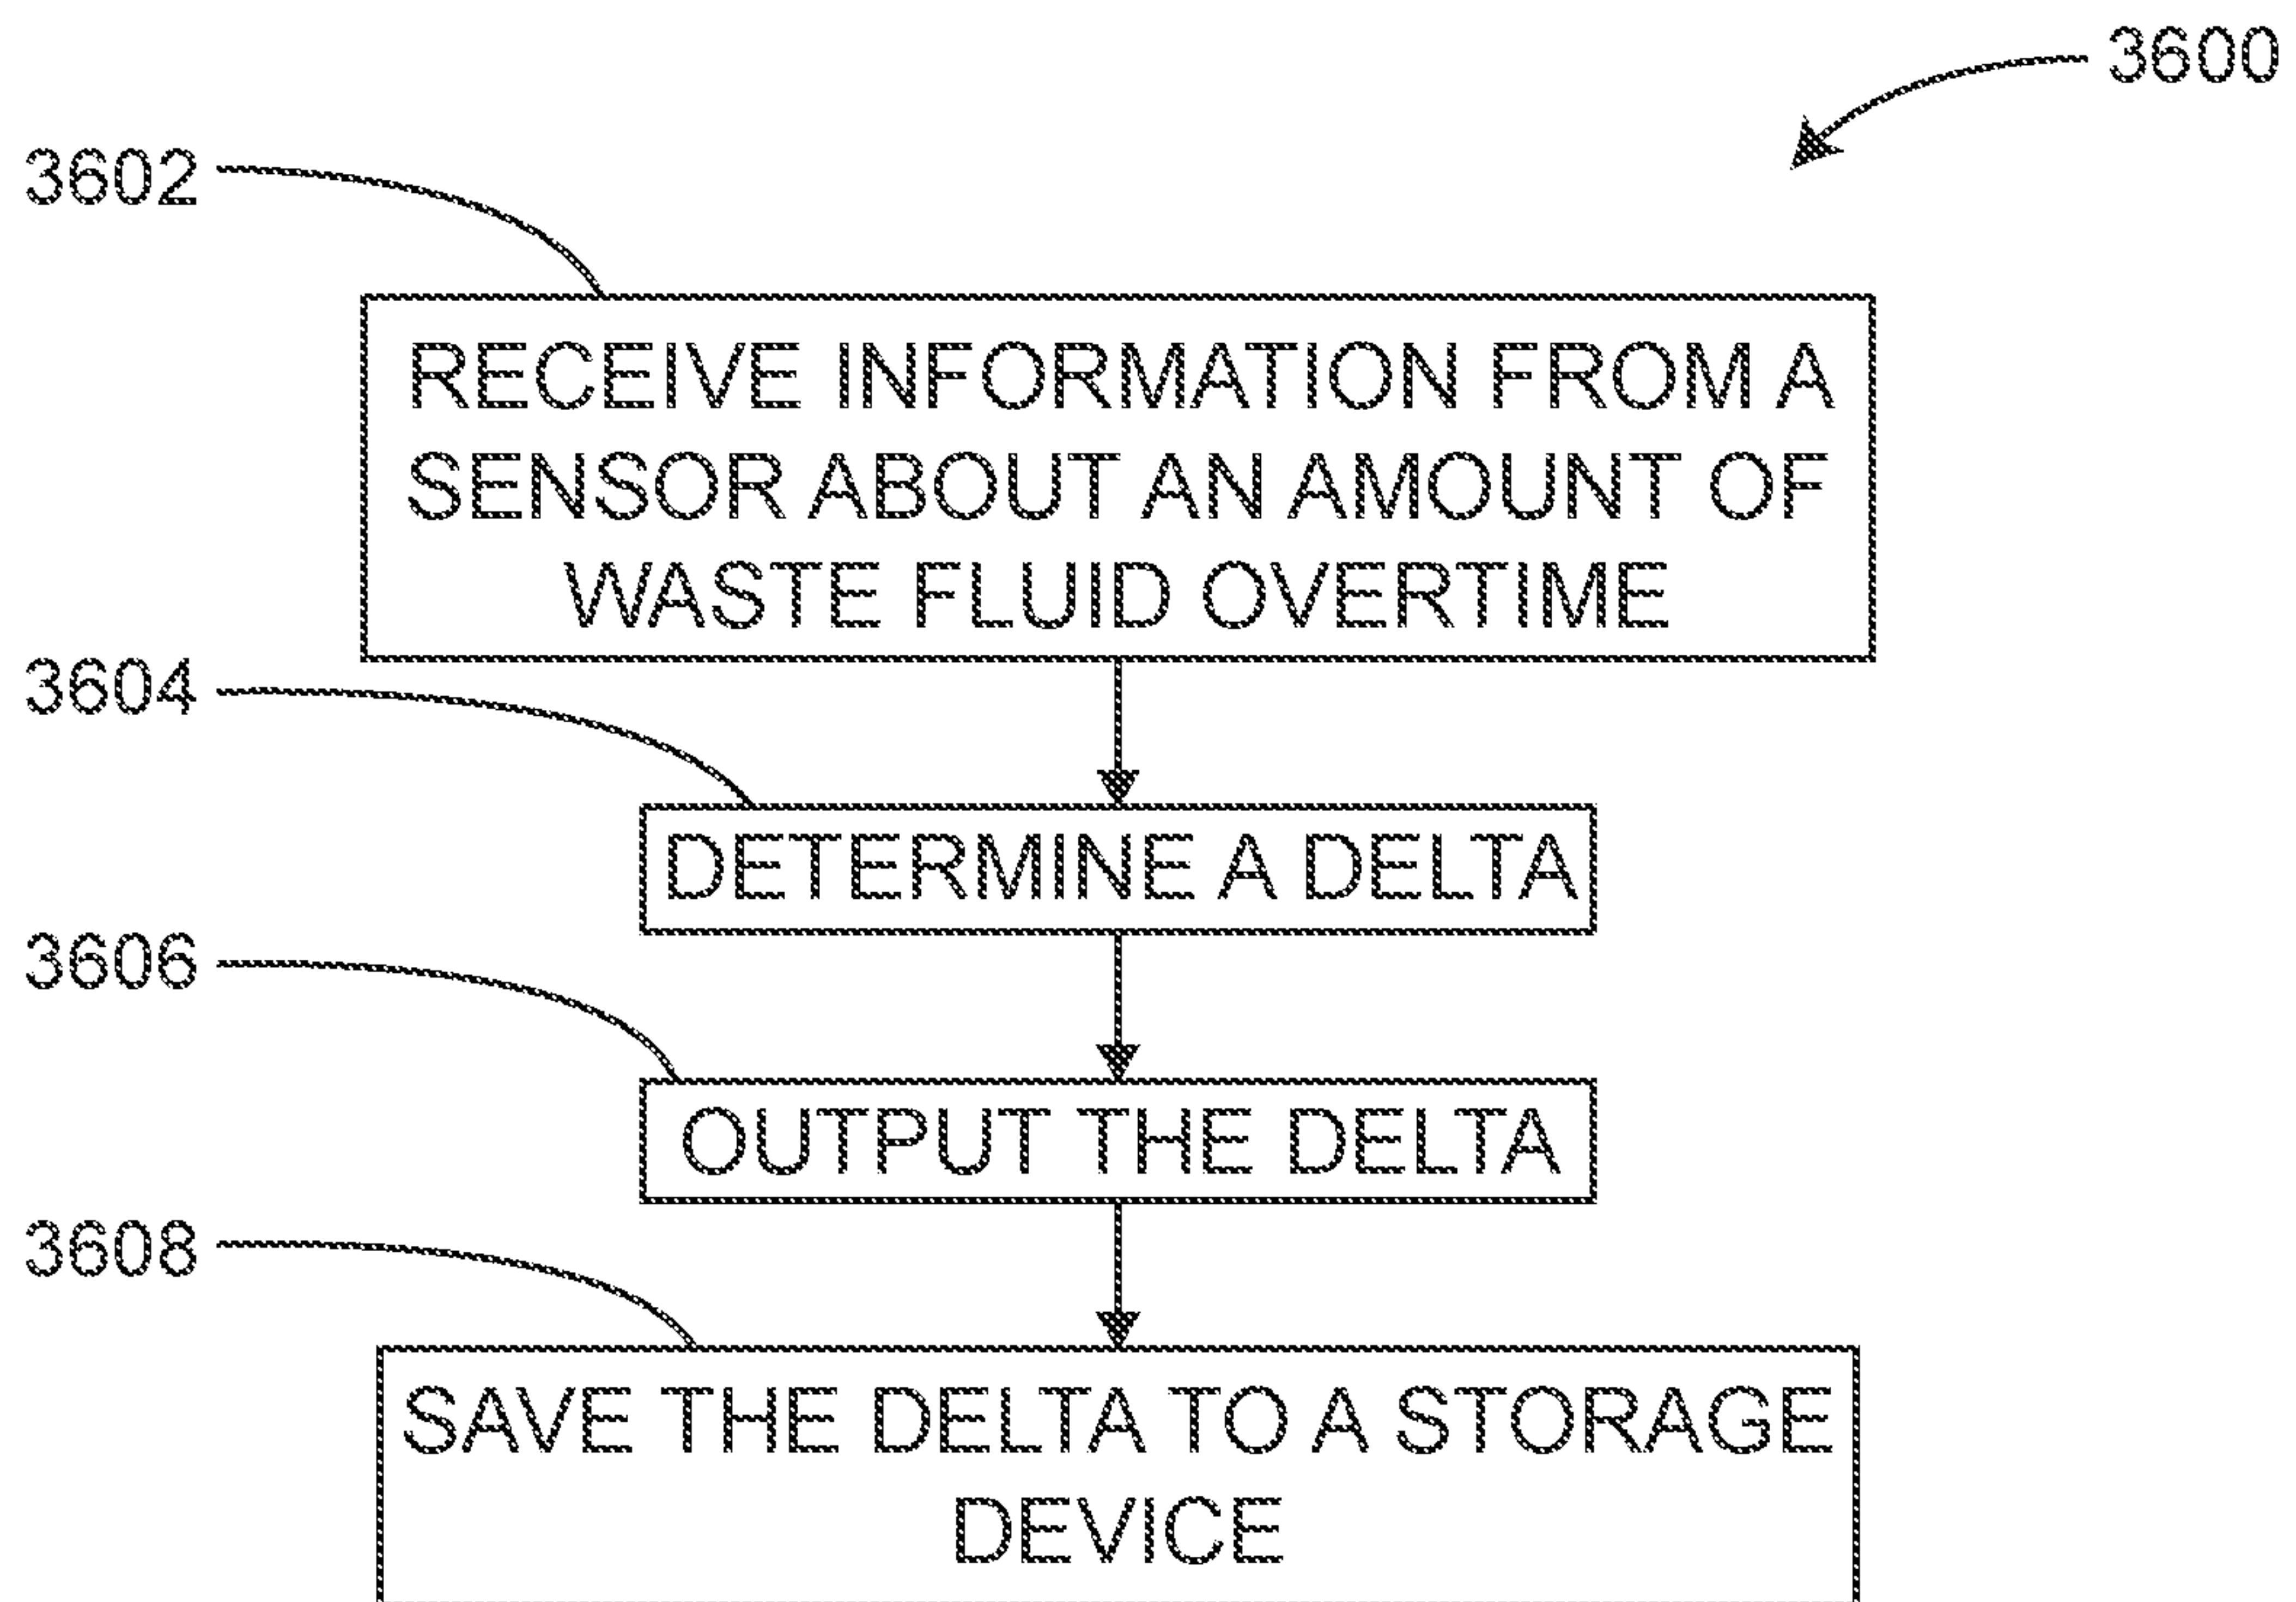 3600
3602
RECEIVE INFORMATION FROM A
SENSOR ABOUT AN AMOUNT OF
WASTE FLUID OVERTIME
3604
DETERMINE A DELTA
3606
OUTPUT THE DELTA
3608
SAVE THE DELTA TO A STORAGE
DEVICE